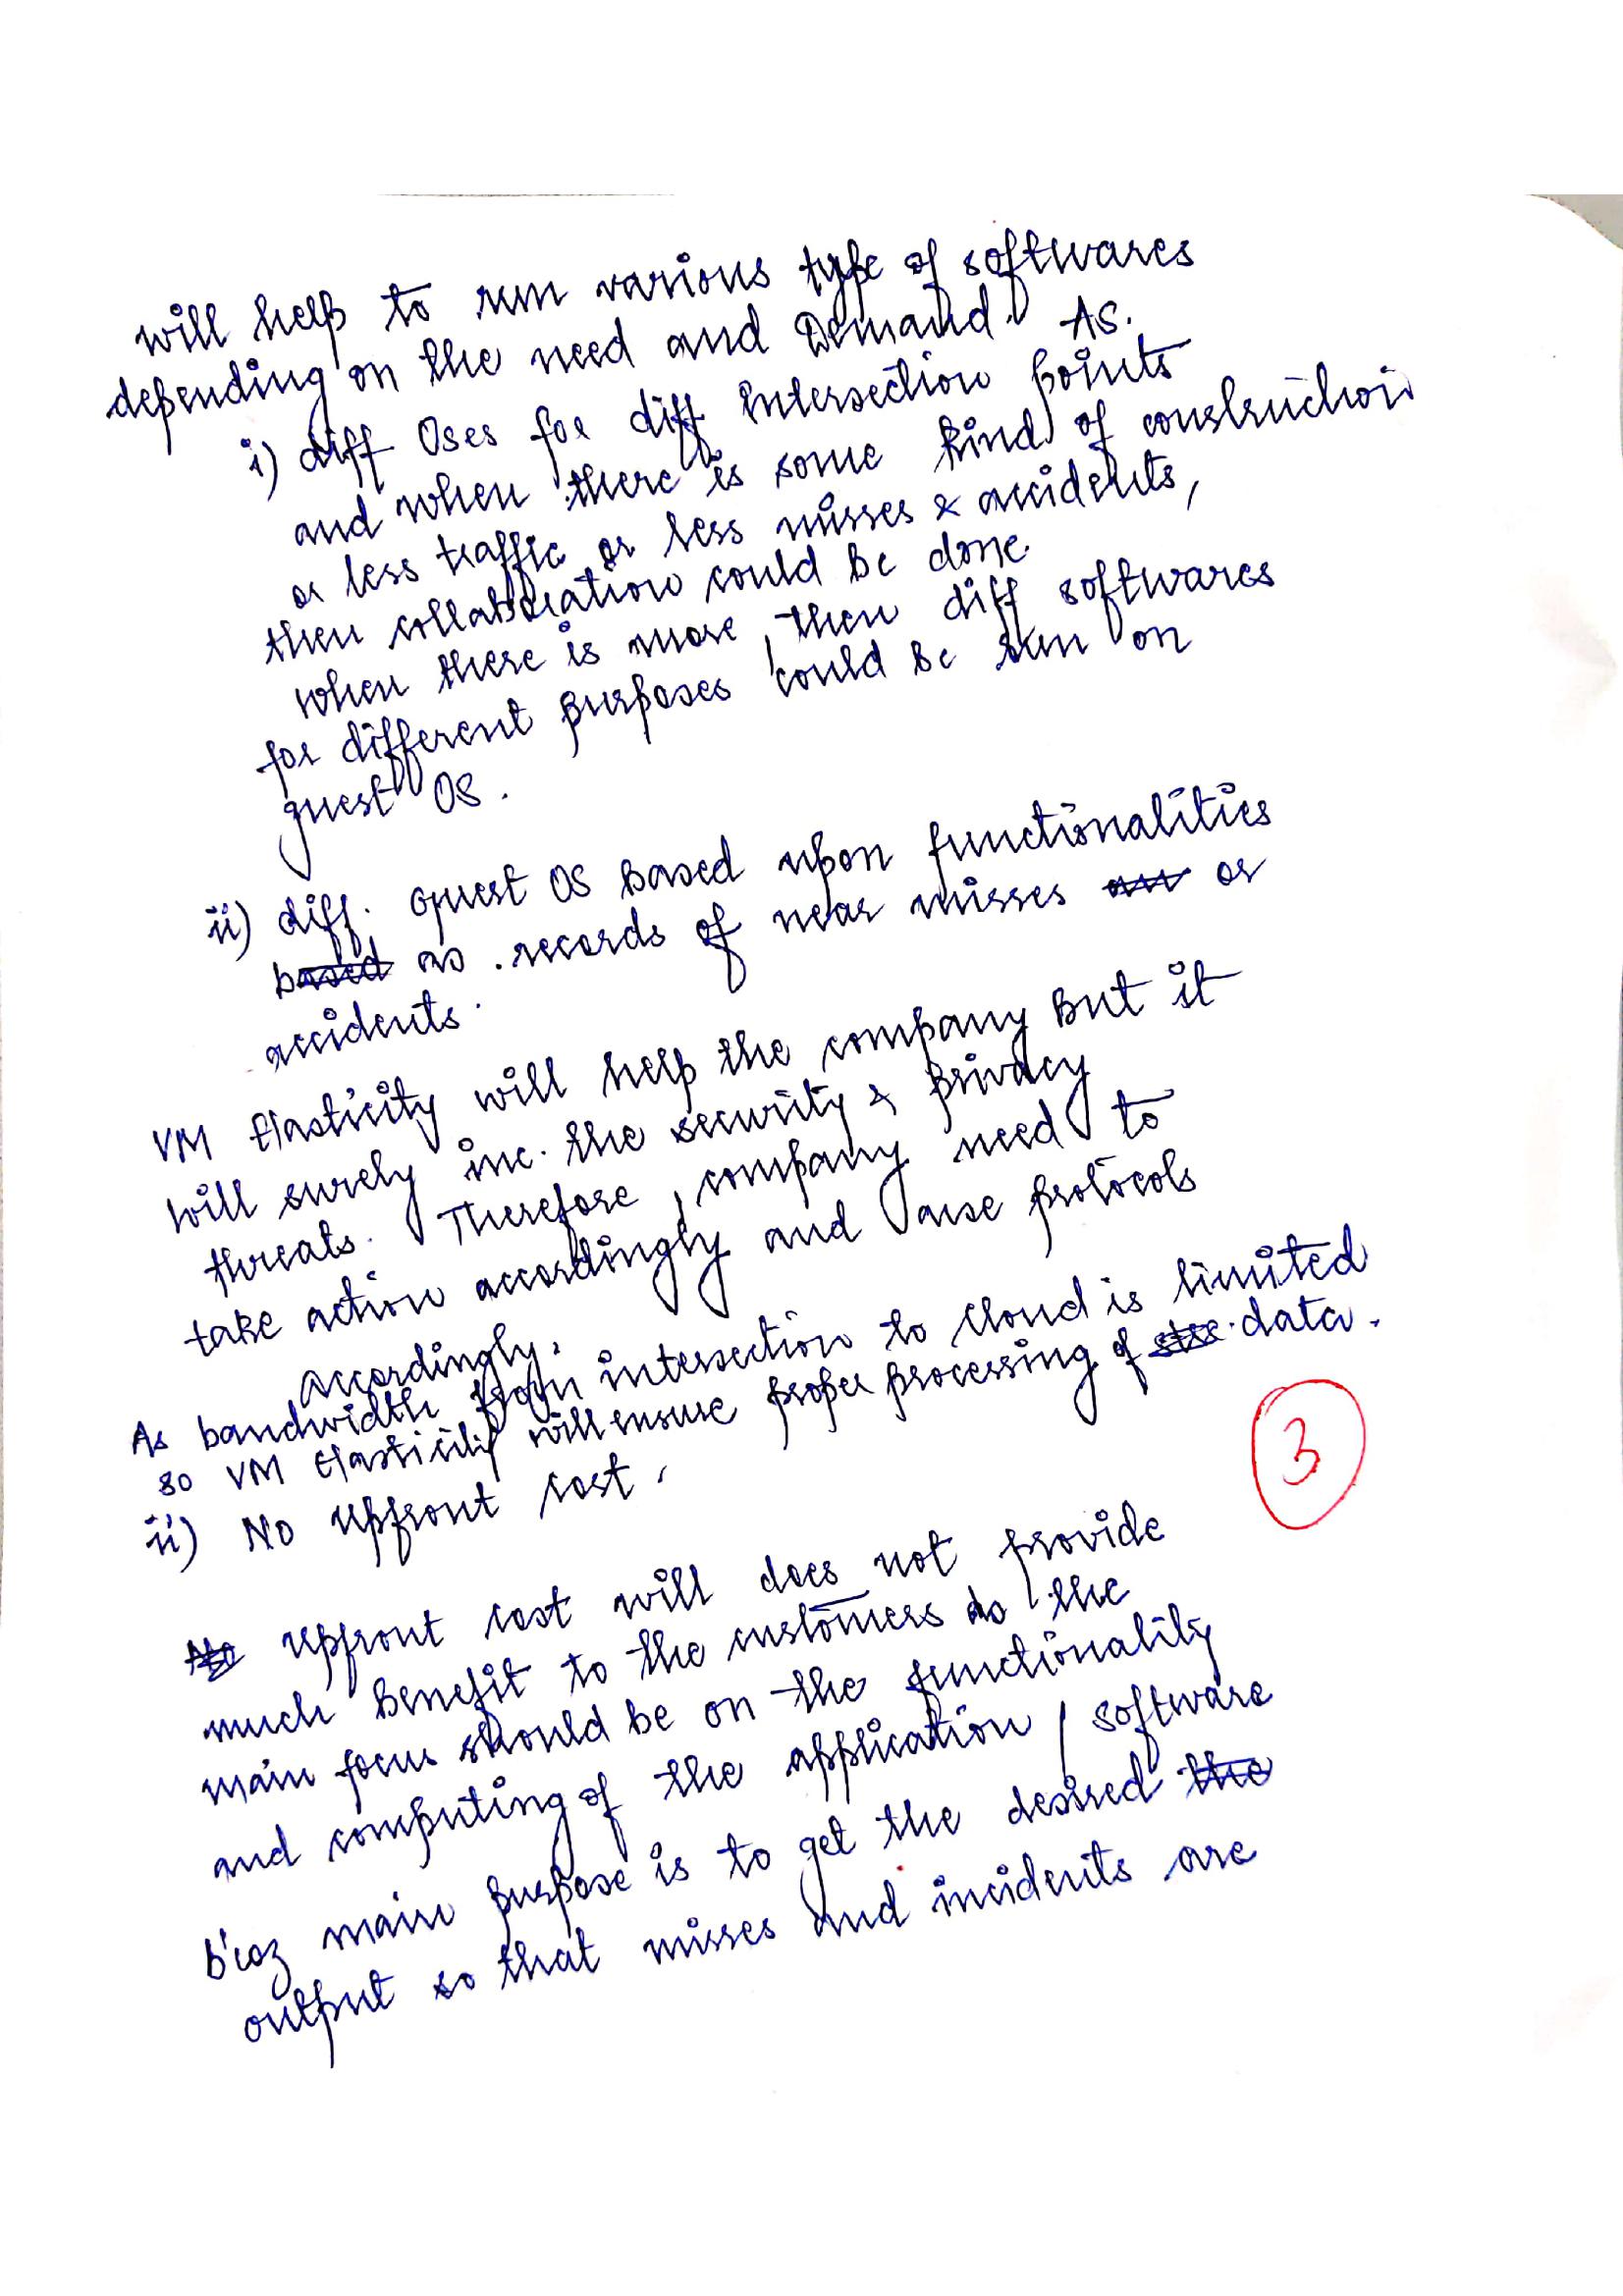 will help to run various type of softwares
depending on the need and Demand. AS.
i) diff Oses for diff intersection points
and when there is some kind of construction
or less traffic or less misses & accidents,
then collaboration could be done.
when there is more, then diff softwares
for different purposes could be run on
guest OS.
ii) diff. guest OS based upon functionalities
based as records of near misses or
accidents.
VM Elasticity will help the company but it
will surely inc. the security & privacy
threats. Therefore, company need to
take action accordingly and use protocols
accordingly.
As bandwidth from intersection to cloud is limited
so VM Elasticity will ensure proper processing of data.
3
ii) No upfront cost.
No upfront cost will does not provide
much benefit to the customers as the
main focus should be on the functionality
and computing of the application / software
b'coz main purpose is to get the desired the
output so that misses and incidents are